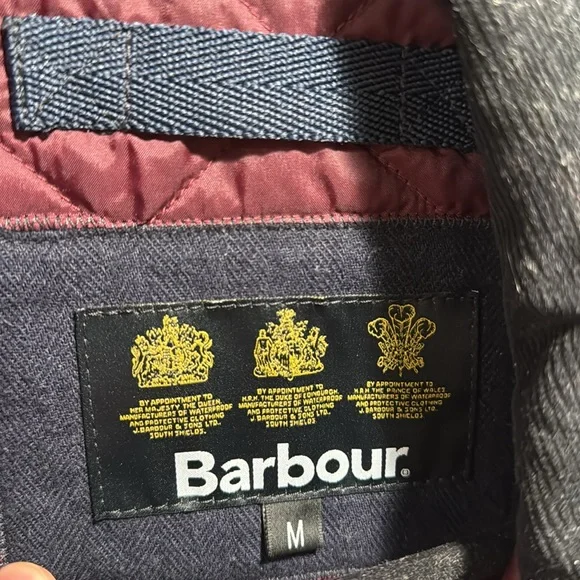 BY APPOINTMENT TO
HER MAJESTY THE QUEEN
MANUFACTURERS OF WATERPROOF
AND PROTECTIVE CLOTHING
J.BARBOUR & SONS LTD.
SOUTH SHIELDS.
BY APPOINTMENT TO
H.R.H. THE DUKE OF EDINBURGH
MANUFACTURERS OF WATERPROOF
AND PROTECTIVE CLOTHING
J.BARBOUR & SONS LTD.
SOUTH SHIELDS.
BY APPOINTMENT TO
H.R.H. THE PRINCE OF WALES
MANUFACTURERS OF WATERPROOF
AND PROTECTIVE CLOTHING
J.BARBOUR & SONS LTD.
SOUTH SHIELDS.
Barbour®
M